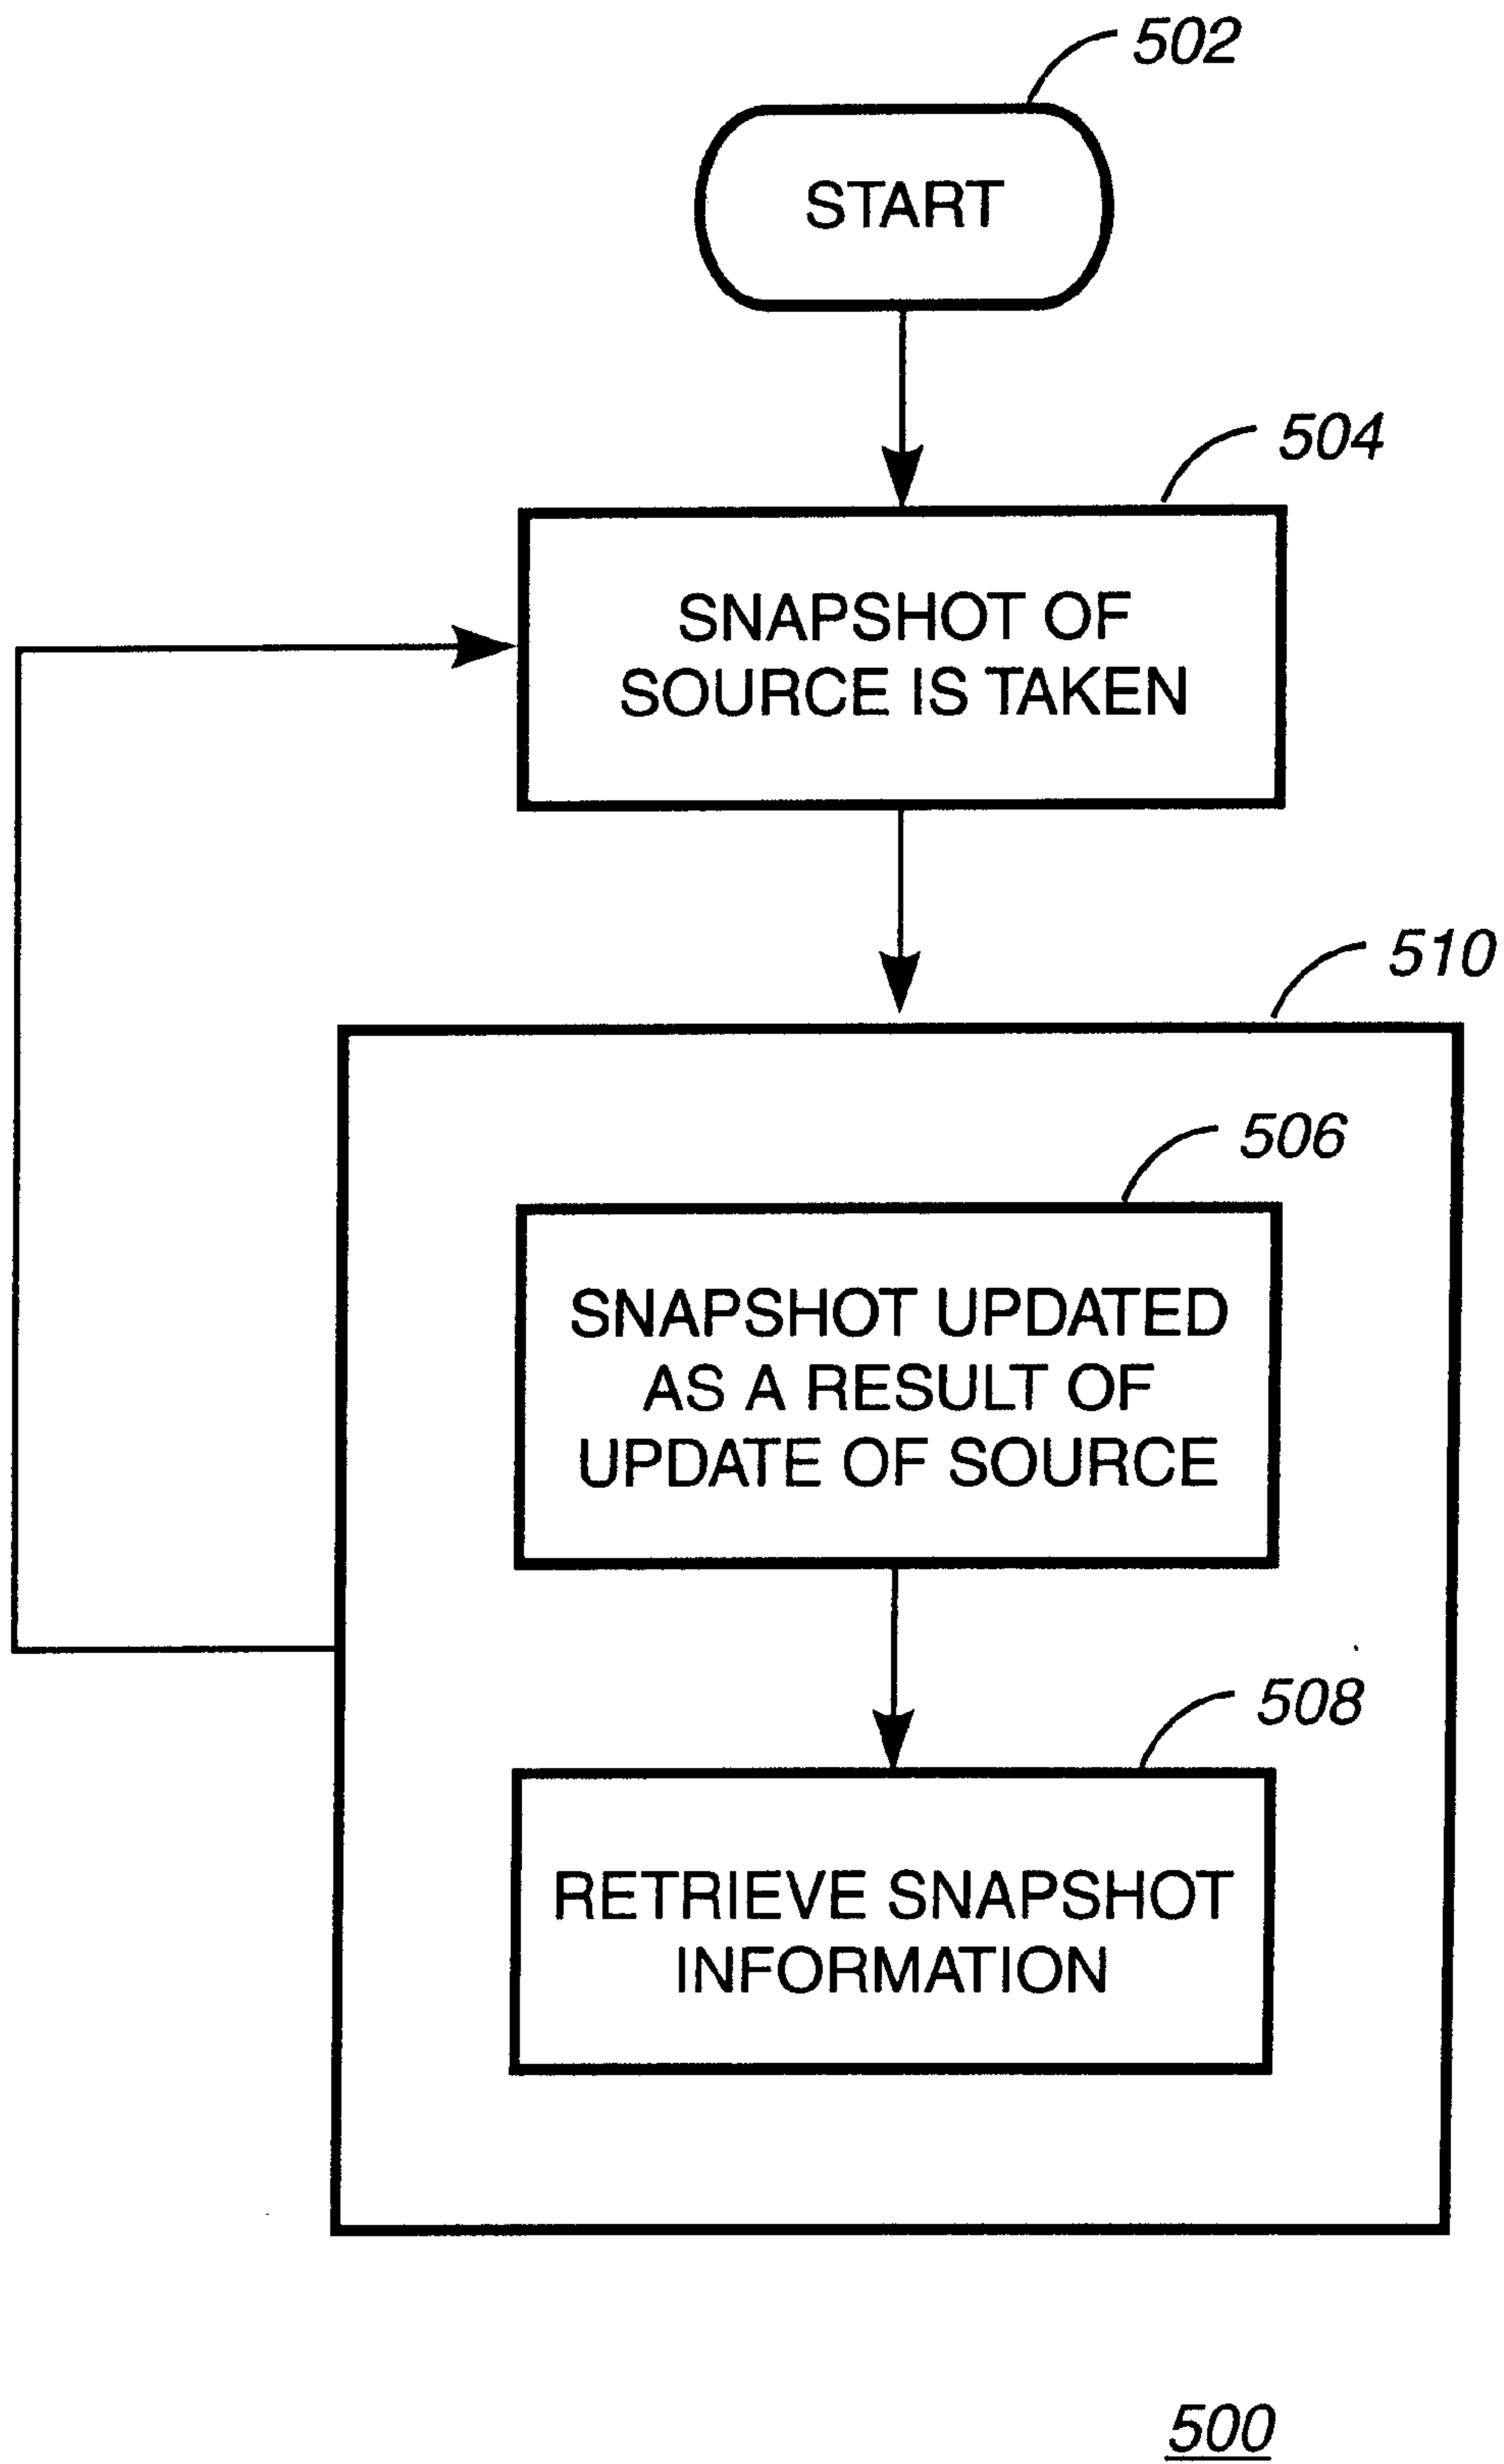 502
START
504
SNAPSHOT OF
SOURCE IS TAKEN
510
506
SNAPSHOT UPDATED
AS A RESULT OF
UPDATE OF SOURCE
508
RETRIEVE SNAPSHOT
INFORMATION
500